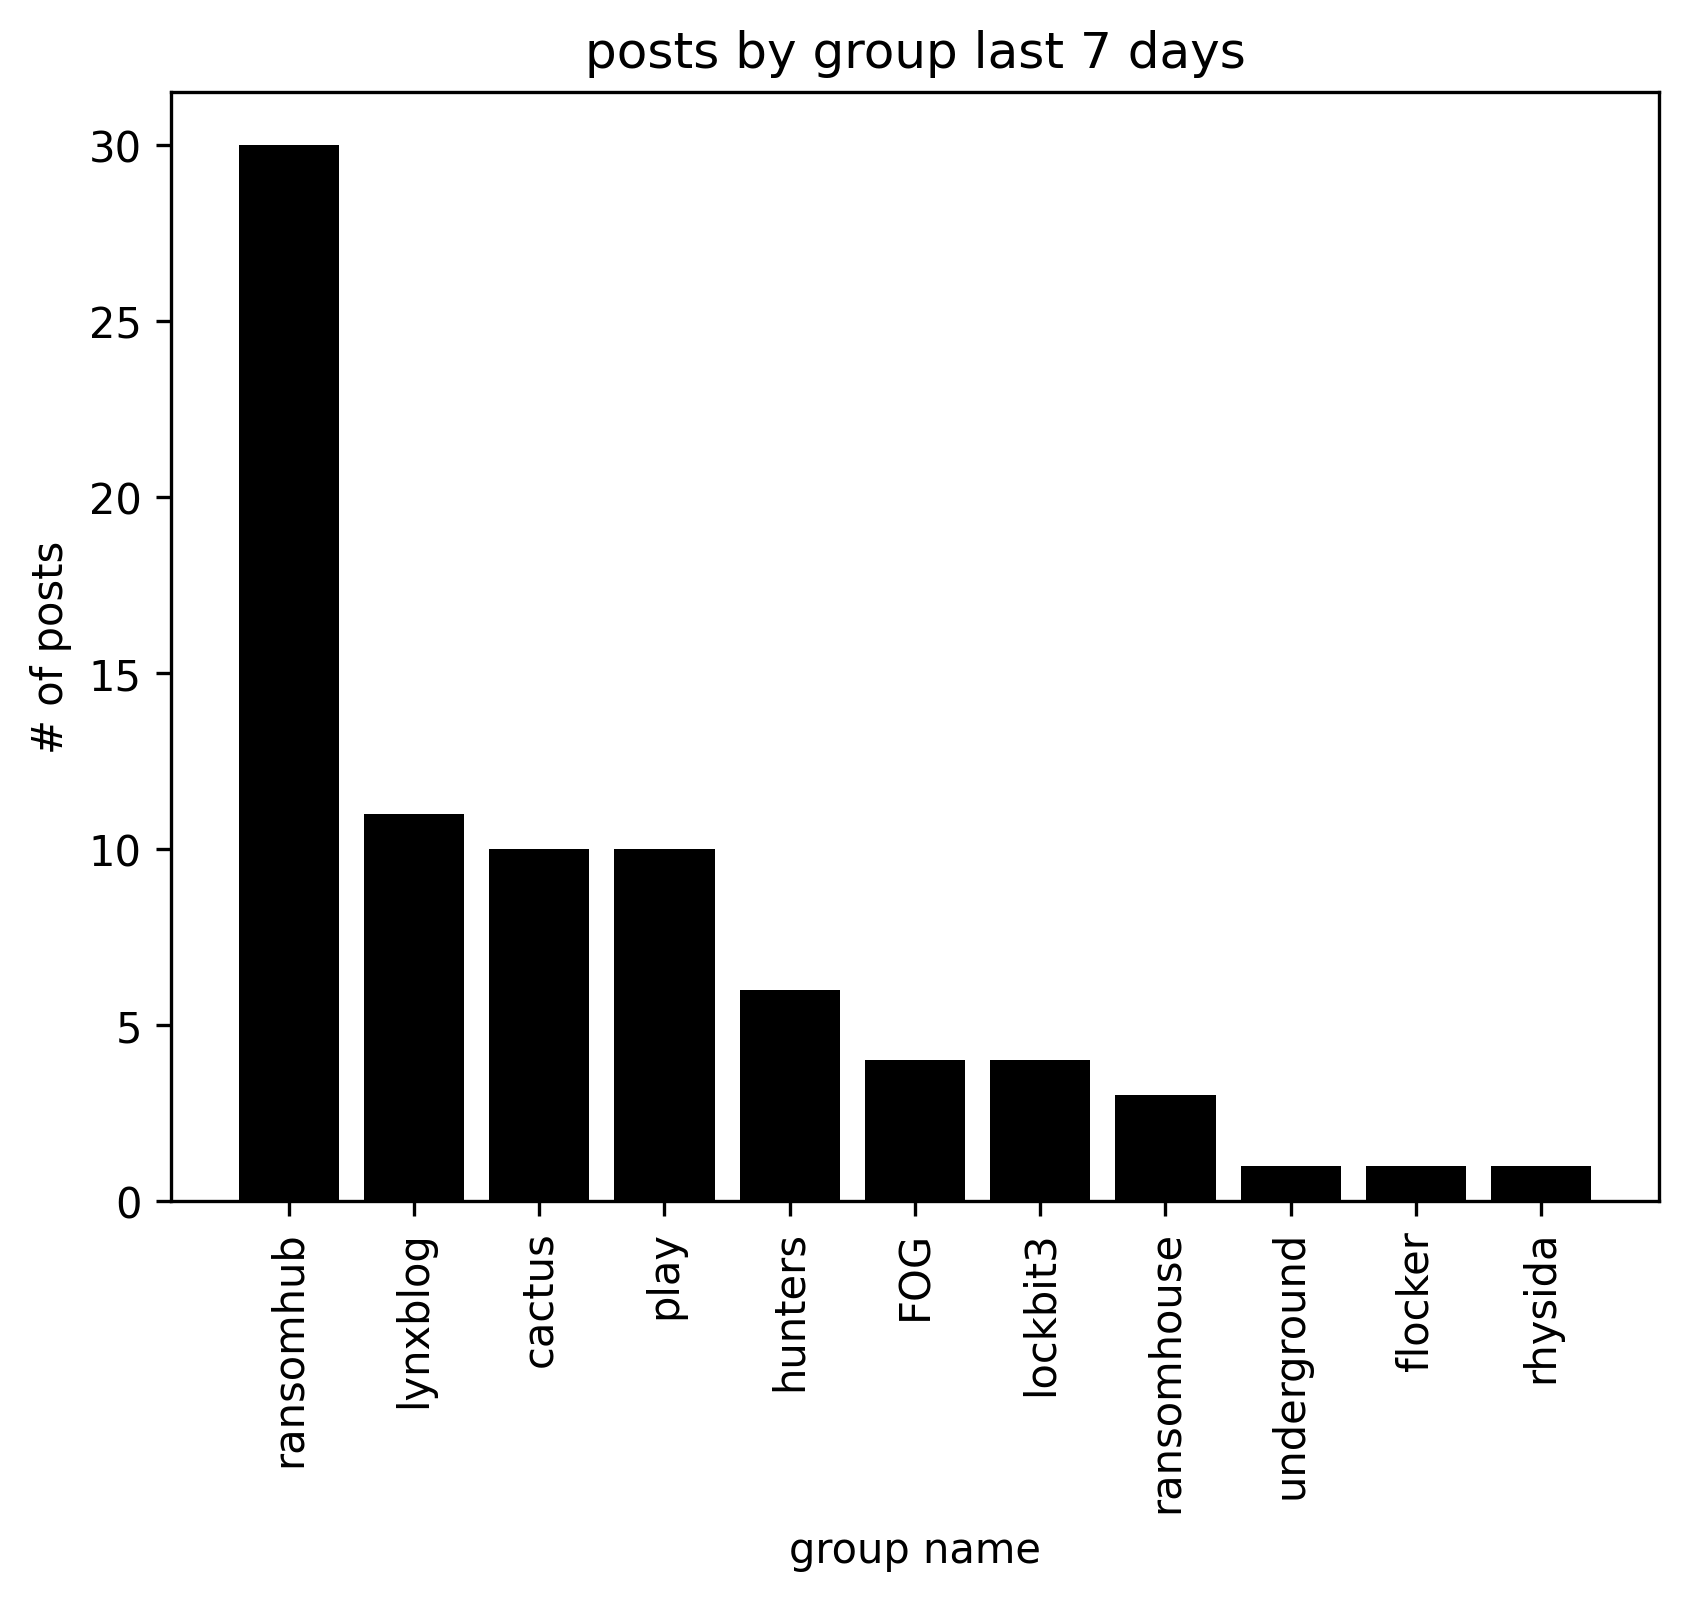 posts by group last 7 days
# of posts
30
25
20
15
10
5
0
ransomhub
lynxblog
cactus
play
hunters
FOG
lockbit3
ransomhouse
underground
flocker
rhysida
group name